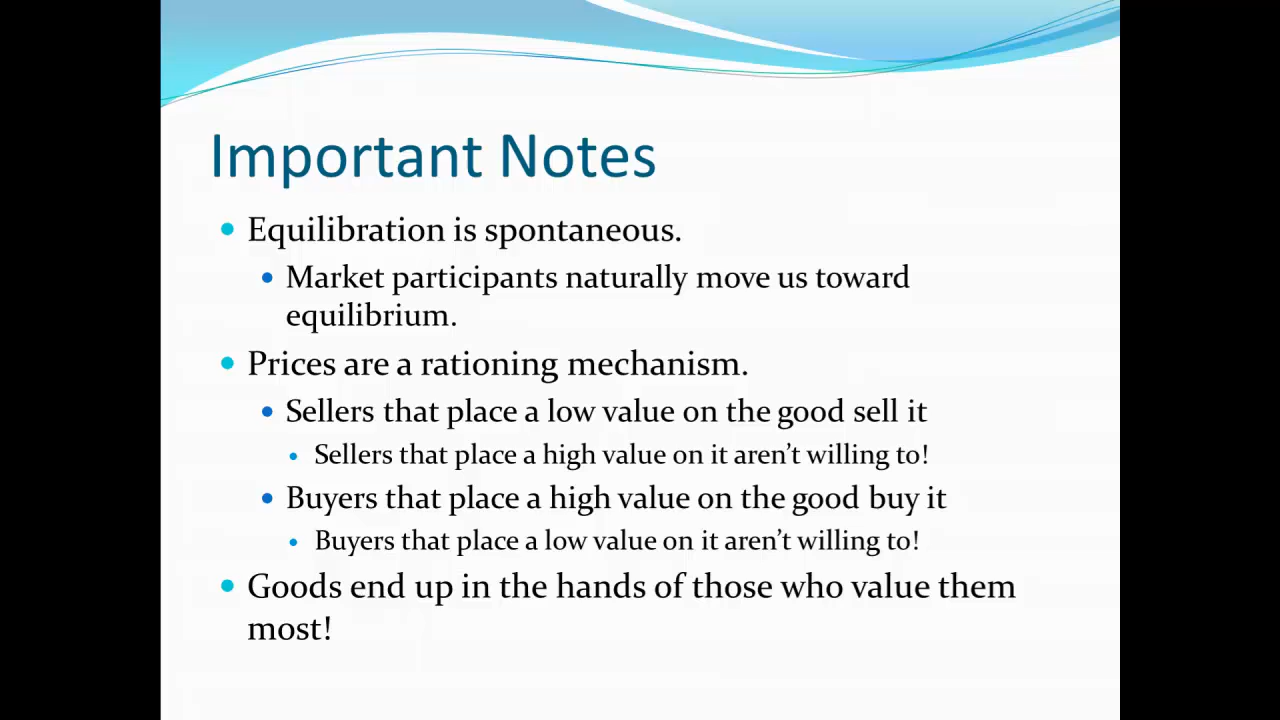 Important Notes
Equilibration is spontaneous.
Market participants naturally move us toward
equilibrium.
Prices are a rationing mechanism.
Sellers that place a low value on the good sell it
Sellers that place a high value on it aren’t willing to!
Buyers that place a high value on the good buy it
Buyers that place a low value on it aren’t willing to!
Goods end up in the hands of those who value them
most!